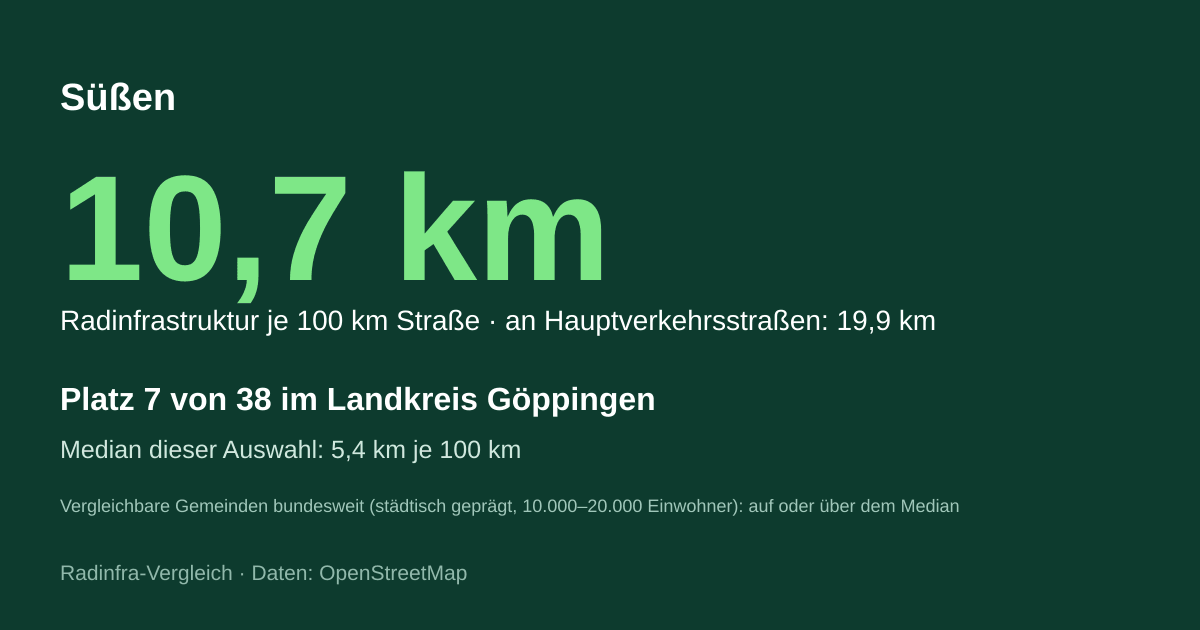 Süßen
10,7 km
Radinfrastruktur je 100 km Straße · an Hauptverkehrsstraßen: 19,9 km
Platz 7 von 38 im Landkreis Göppingen
Median dieser Auswahl: 5,4 km je 100 km
Vergleichbare Gemeinden bundesweit (städtisch geprägt, 10.000–20.000 Einwohner): auf oder über dem Median
Radinfra-Vergleich · Daten: OpenStreetMap